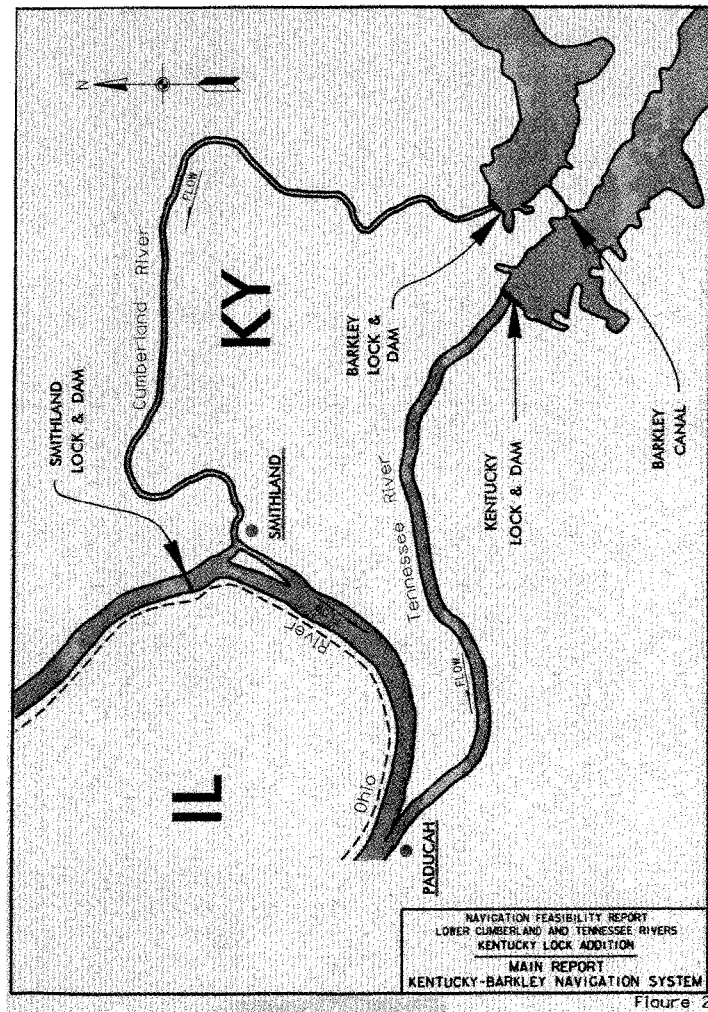 N
SMITHLAND
LOCK & DAM
Cumberland River
FLOW
KY
BARKLEY
LOCK &
DAM
SMITHLAND
IL
Ohio
River
Tennessee River
FLOW
KENTUCKY
LOCK & DAM
BARKLEY
CANAL
PADUCAH
NAVIGATION FEASIBILITY REPORT
LOWER CUMBERLAND AND TENNESSEE RIVERS
KENTUCKY LOCK ADDITION
MAIN REPORT
KENTUCKY-BARKLEY NAVIGATION SYSTEM
Figure 2